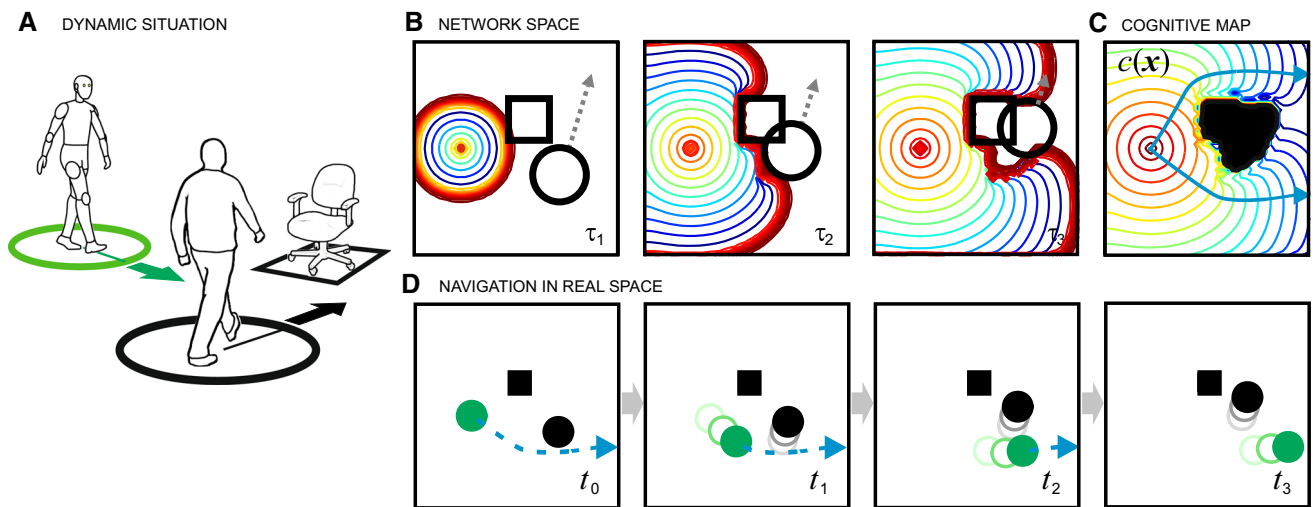 A DYNAMIC SITUATION
B NETWORK SPACE
τ1
τ2
τ3
C COGNITIVE MAP
c(x)
D NAVIGATION IN REAL SPACE
t0
t1
t2
t3